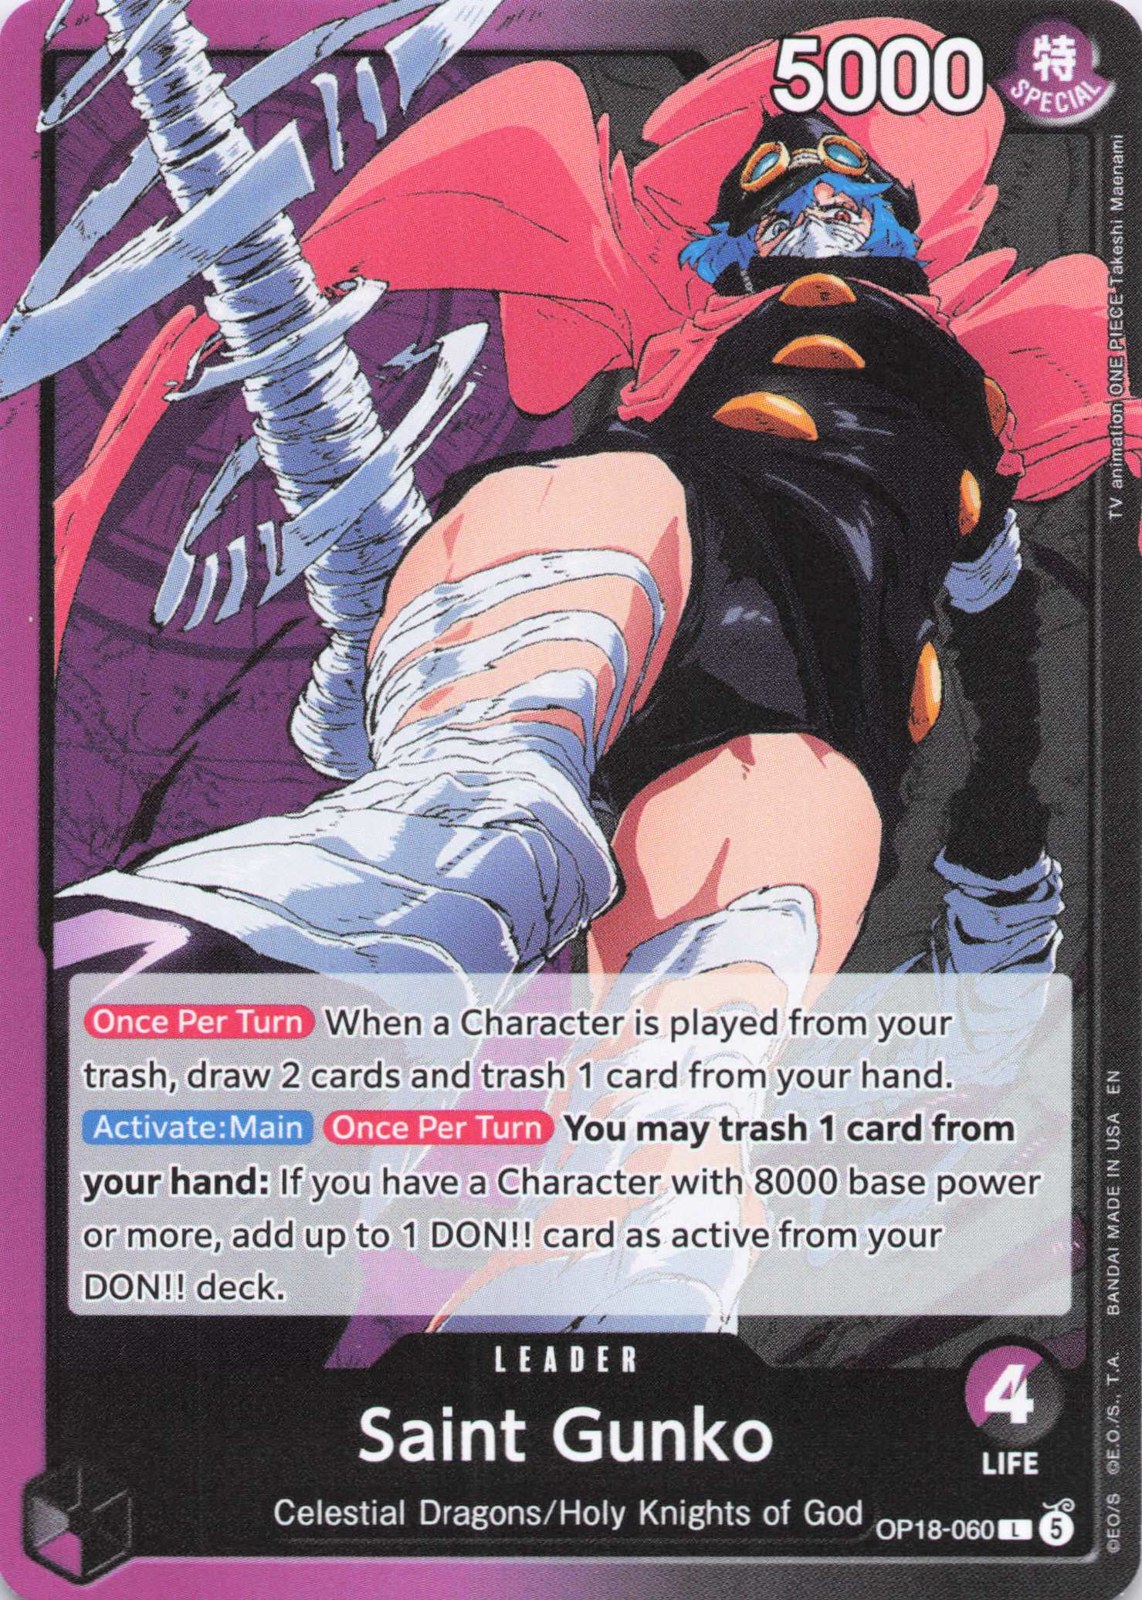 5000
特
SPECIAL
TV animation ONE PIECE Takeshi Maenami
Once Per Turn When a Character is played from your
trash, draw 2 cards and trash 1 card from your hand.
Activate:Main Once Per Turn You may trash 1 card from
your hand: If you have a Character with 8000 base power
or more, add up to 1 DON!! card as active from your
DON!! deck.
LEADER
Saint Gunko
4
LIFE
Celestial Dragons/Holy Knights of God
OP18-060 L 5
©EO/S ©E.O./S., T.A. BANDAI MADE IN USA EN